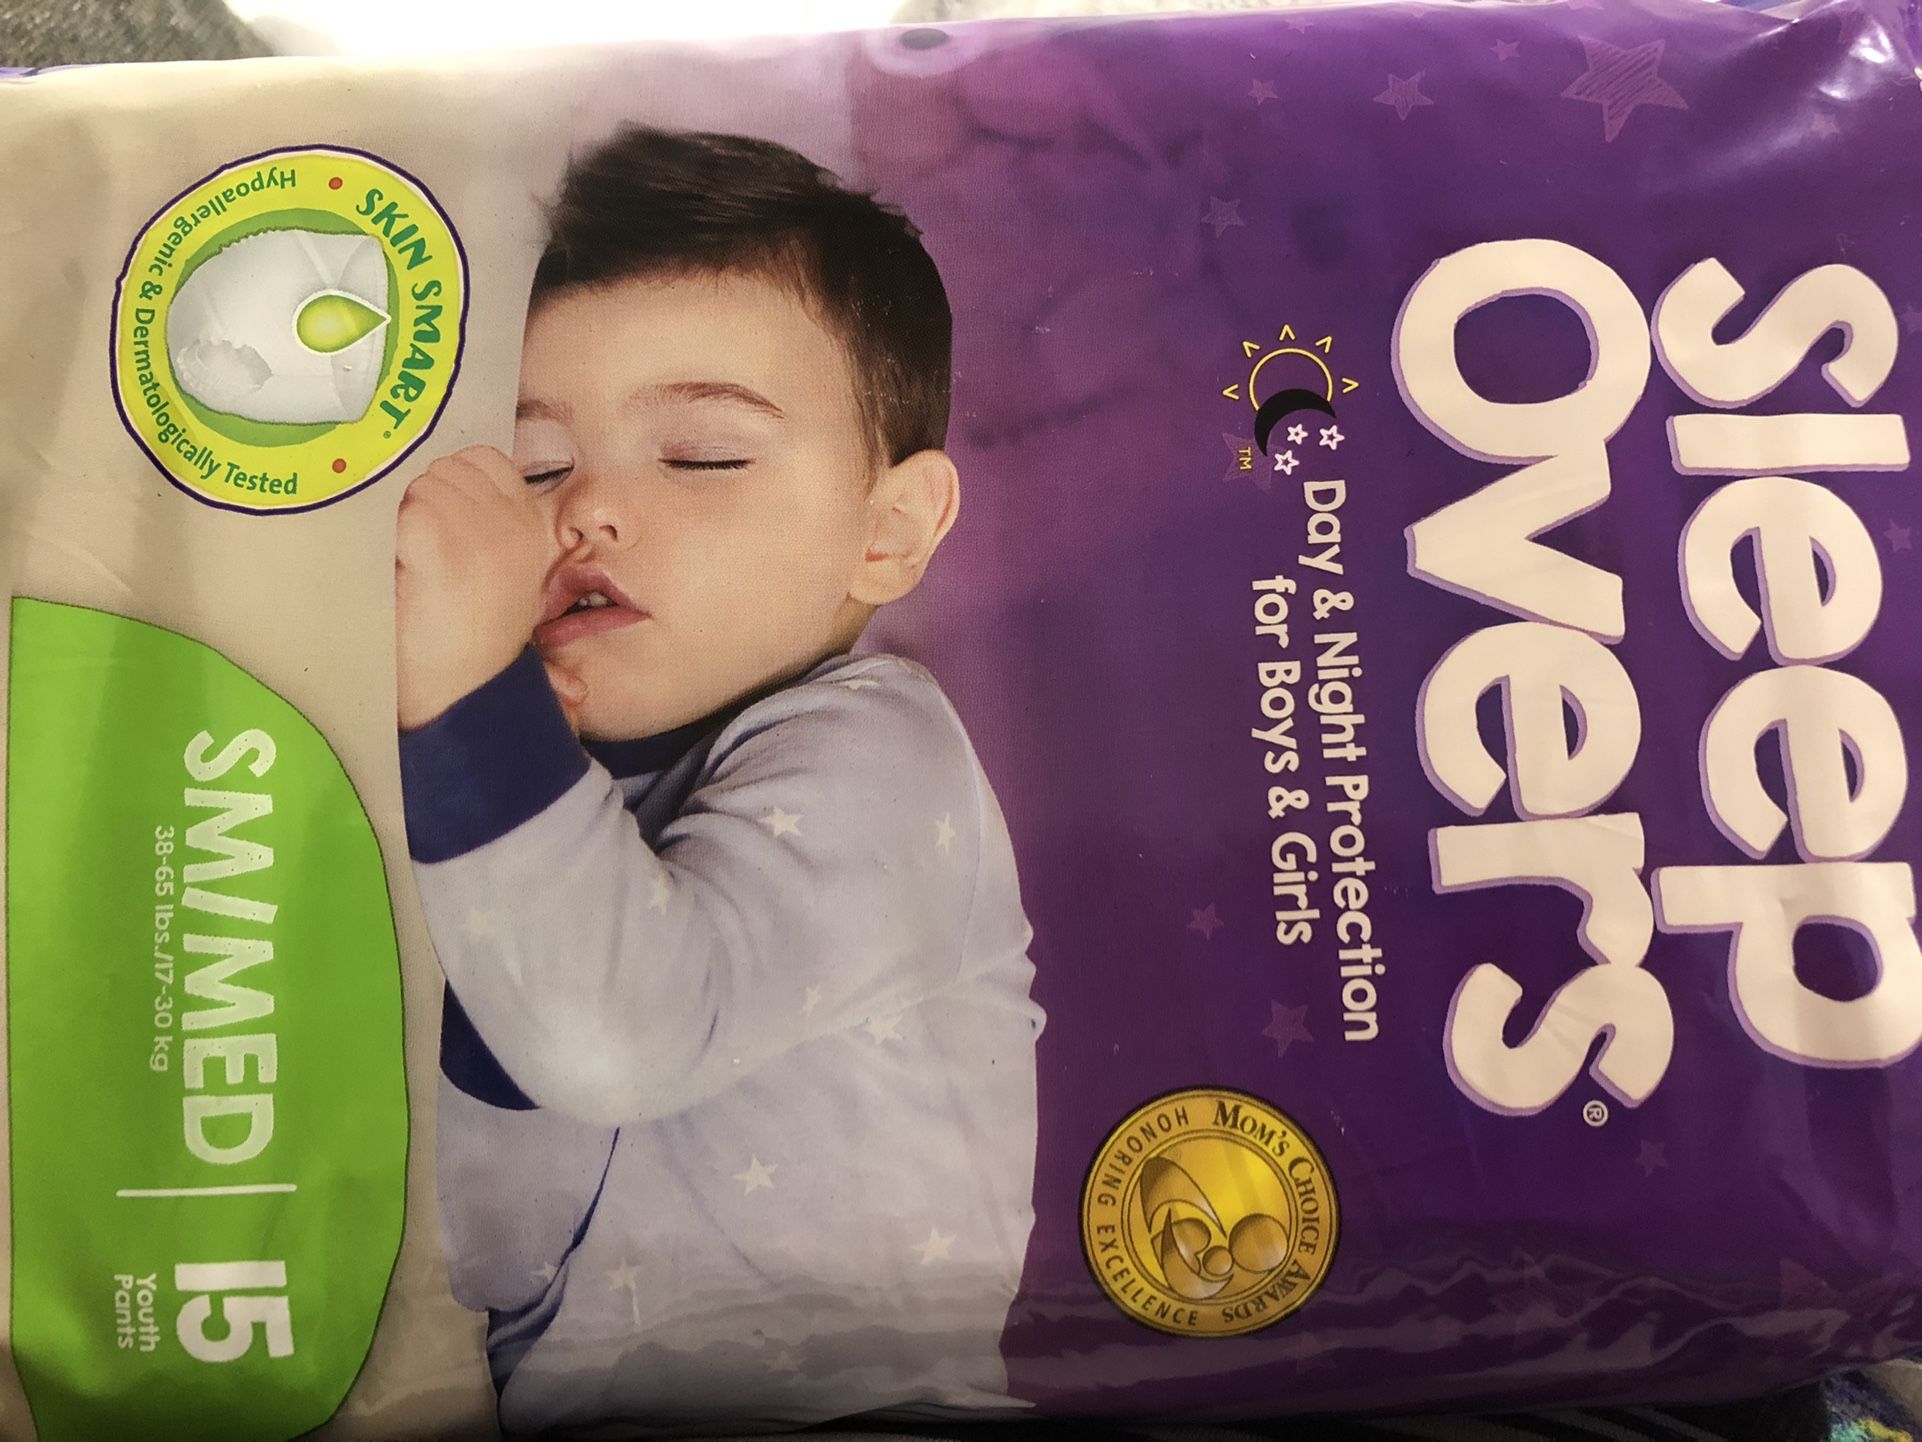 Sleep
Overs®
Day & Night Protection
for Boys & Girls
TM
MOM'S CHOICE AWARDS
HONORING EXCELLENCE
SKIN SMART®
Hypoallergenic & Dermatologically Tested
SM/MED | 15
38-65 lbs./17-30 kg
Youth
Pants